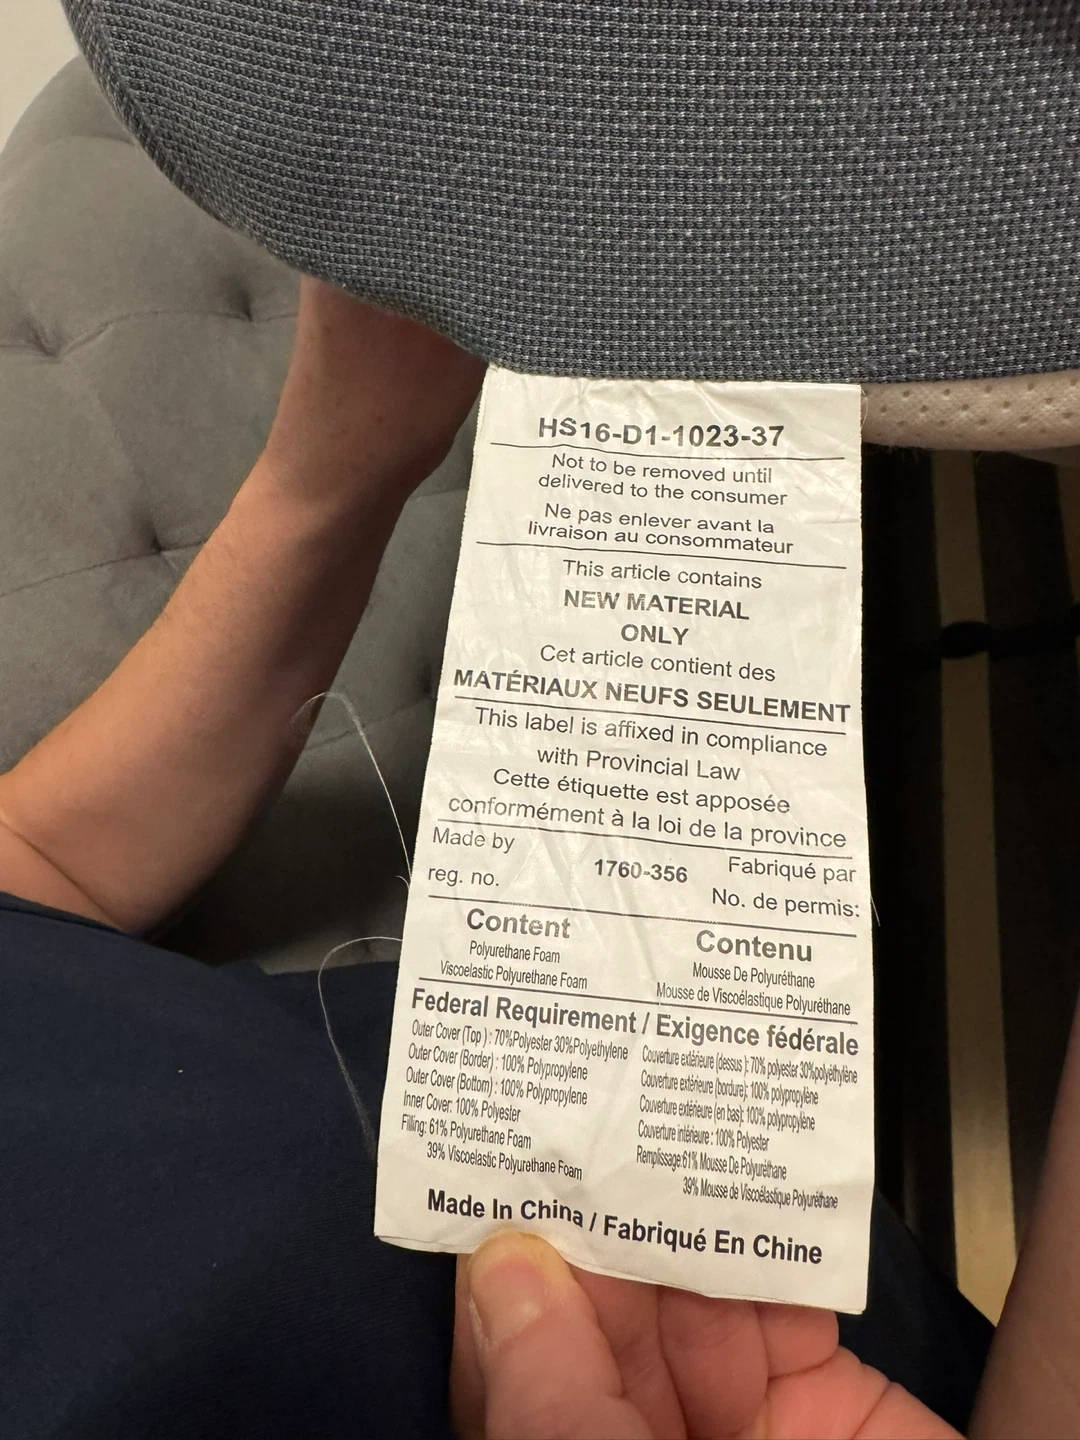 HS16-D1-1023-37
Not to be removed until
delivered to the consumer
Ne pas enlever avant la
livraison au consommateur
This article contains
NEW MATERIAL
ONLY
Cet article contient des
MATÉRIAUX NEUFS SEULEMENT
This label is affixed in compliance
with Provincial Law
Cette étiquette est apposée
conformément à la loi de la province
Made by
reg. no.
1760-356
Fabriqué par
No. de permis:
Content
Polyurethane Foam
Viscoelastic Polyurethane Foam
Contenu
Mousse De Polyuréthane
Mousse de Viscoélastique Polyuréthane
Federal Requirement / Exigence fédérale
Outer Cover (Top) : 70%Polyester 30%Polyethylene
Outer Cover (Border) : 100% Polypropylene
Outer Cover (Bottom) : 100% Polypropylene
Inner Cover: 100% Polyester
Filling: 61% Polyurethane Foam
39% Viscoelastic Polyurethane Foam
Couverture extérieure (dessus ): 70% polyester 30%polyéthylène
Couverture extérieure (bordure): 100% polypropylène
Couverture extérieure (en bas): 100% polypropylène
Couverture intérieure : 100% Polyester
Remplissage:61% Mousse De Polyuréthane
39% Mousse de Viscoélastique Polyuréthane
Made In China / Fabriqué En Chine